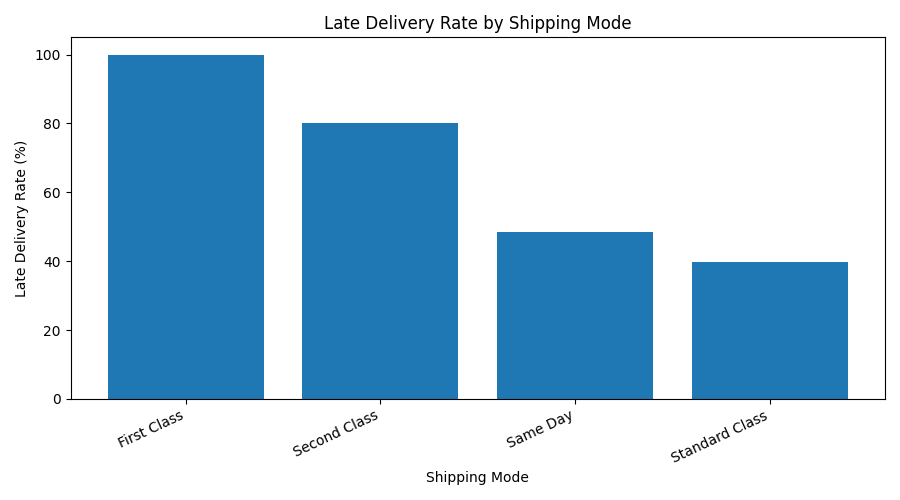 Late Delivery Rate by Shipping Mode
Late Delivery Rate (%)
100
80
60
40
20
0
First Class
Second Class
Same Day
Standard Class
Shipping Mode